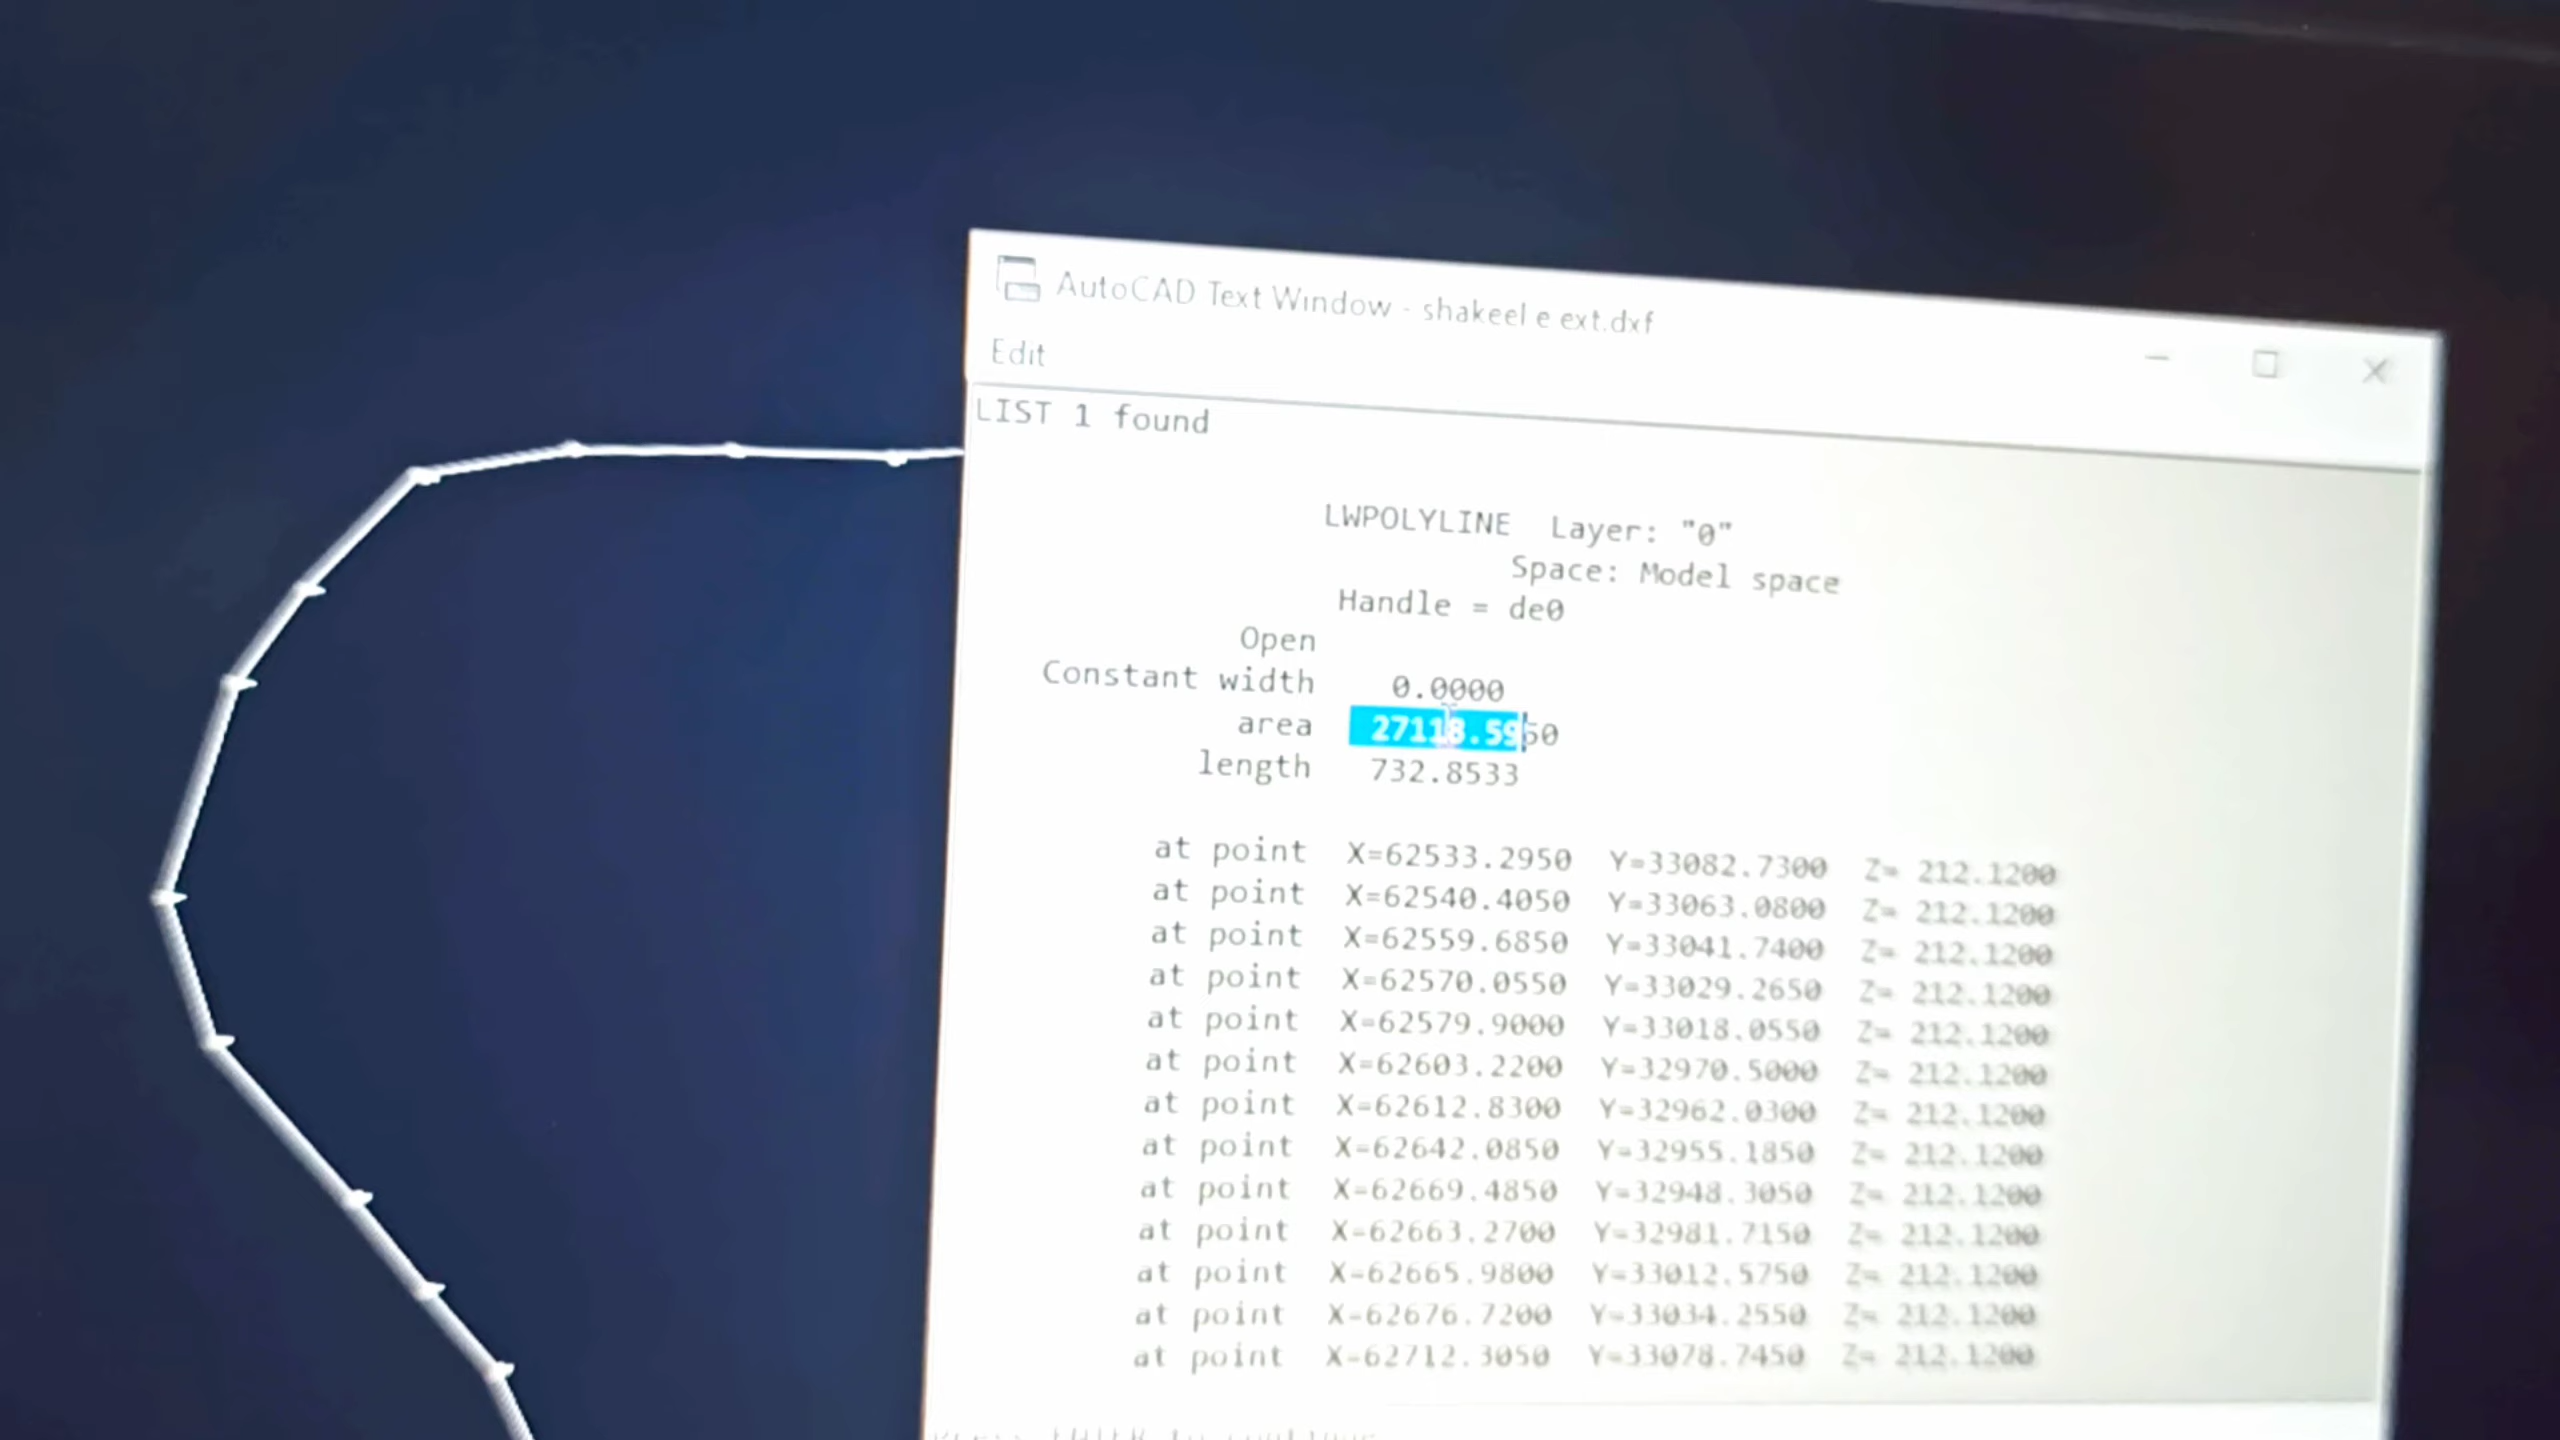 AutoCAD Text Window - shakeel e ext.dxf
Edit
LIST 1 found
LWPOLYLINE Layer: "0"
Space: Model space
Handle = de0
Open
Constant width 0.0000
area 27118.5950
length 732.8533
at point X=62533.2950 Y=33082.7300 Z= 212.1200
at point X=62540.4050 Y=33063.0800 Z= 212.1200
at point X=62559.6850 Y=33041.7400 Z= 212.1200
at point X=62570.0550 Y=33029.2650 Z= 212.1200
at point X=62579.9000 Y=33018.0550 Z= 212.1200
at point X=62603.2200 Y=32970.5000 Z= 212.1200
at point X=62612.8300 Y=32962.0300 Z= 212.1200
at point X=62642.0850 Y=32955.1850 Z= 212.1200
at point X=62669.4850 Y=32948.3050 Z= 212.1200
at point X=62663.2700 Y=32981.7150 Z= 212.1200
at point X=62665.9800 Y=33012.5750 Z= 212.1200
at point X=62676.7200 Y=33034.2550 Z= 212.1200
at point X=62712.3050 Y=33078.7450 Z= 212.1200